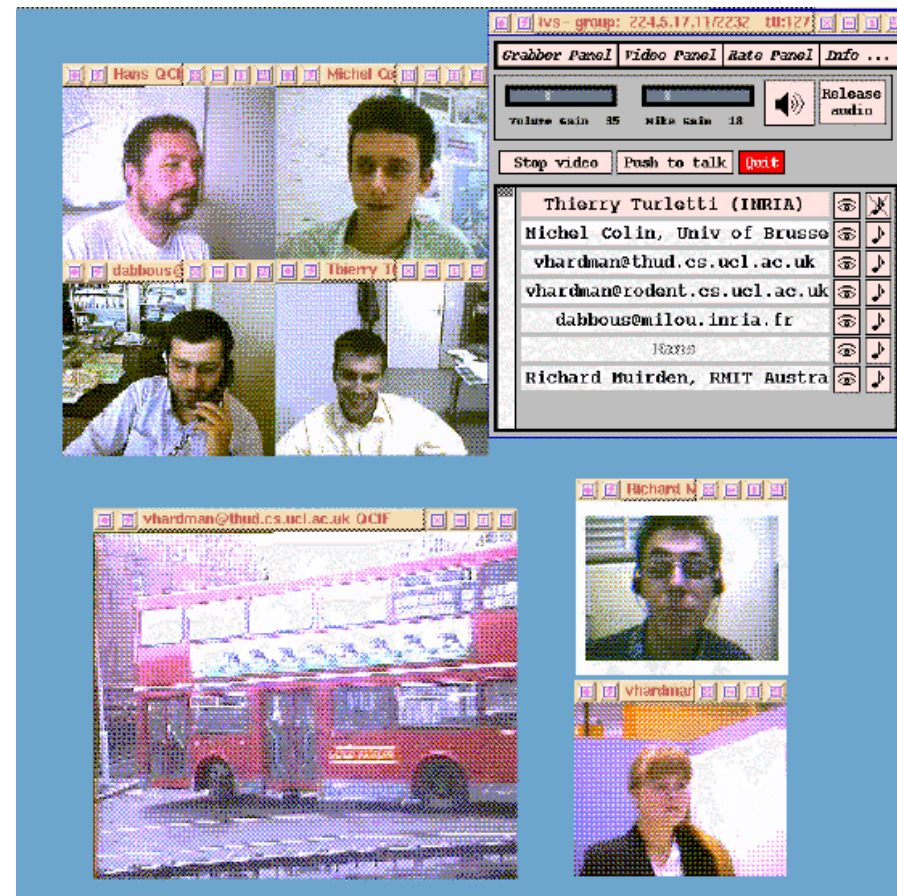 ivs- group: 224.5.17.11/2232 ttl:127
Grabber Panel Video Panel Rate Panel Info ...
Hans QCI
Michel Co
Release
audio
Volume Gain 35 Mike Gain 18
Stop video Push to talk Quit
Thierry Turletti (INRIA)
Michel Colin, Univ of Brusse
vhardman@thud.cs.ucl.ac.uk
vhardman@rodent.cs.ucl.ac.uk
dabbous@milou.inria.fr
Hans
Richard Muirden, RMIT Austra
dabbous@
Thierry T
vhardman@thud.cs.ucl.ac.uk QCIF
Richard M
vhardman